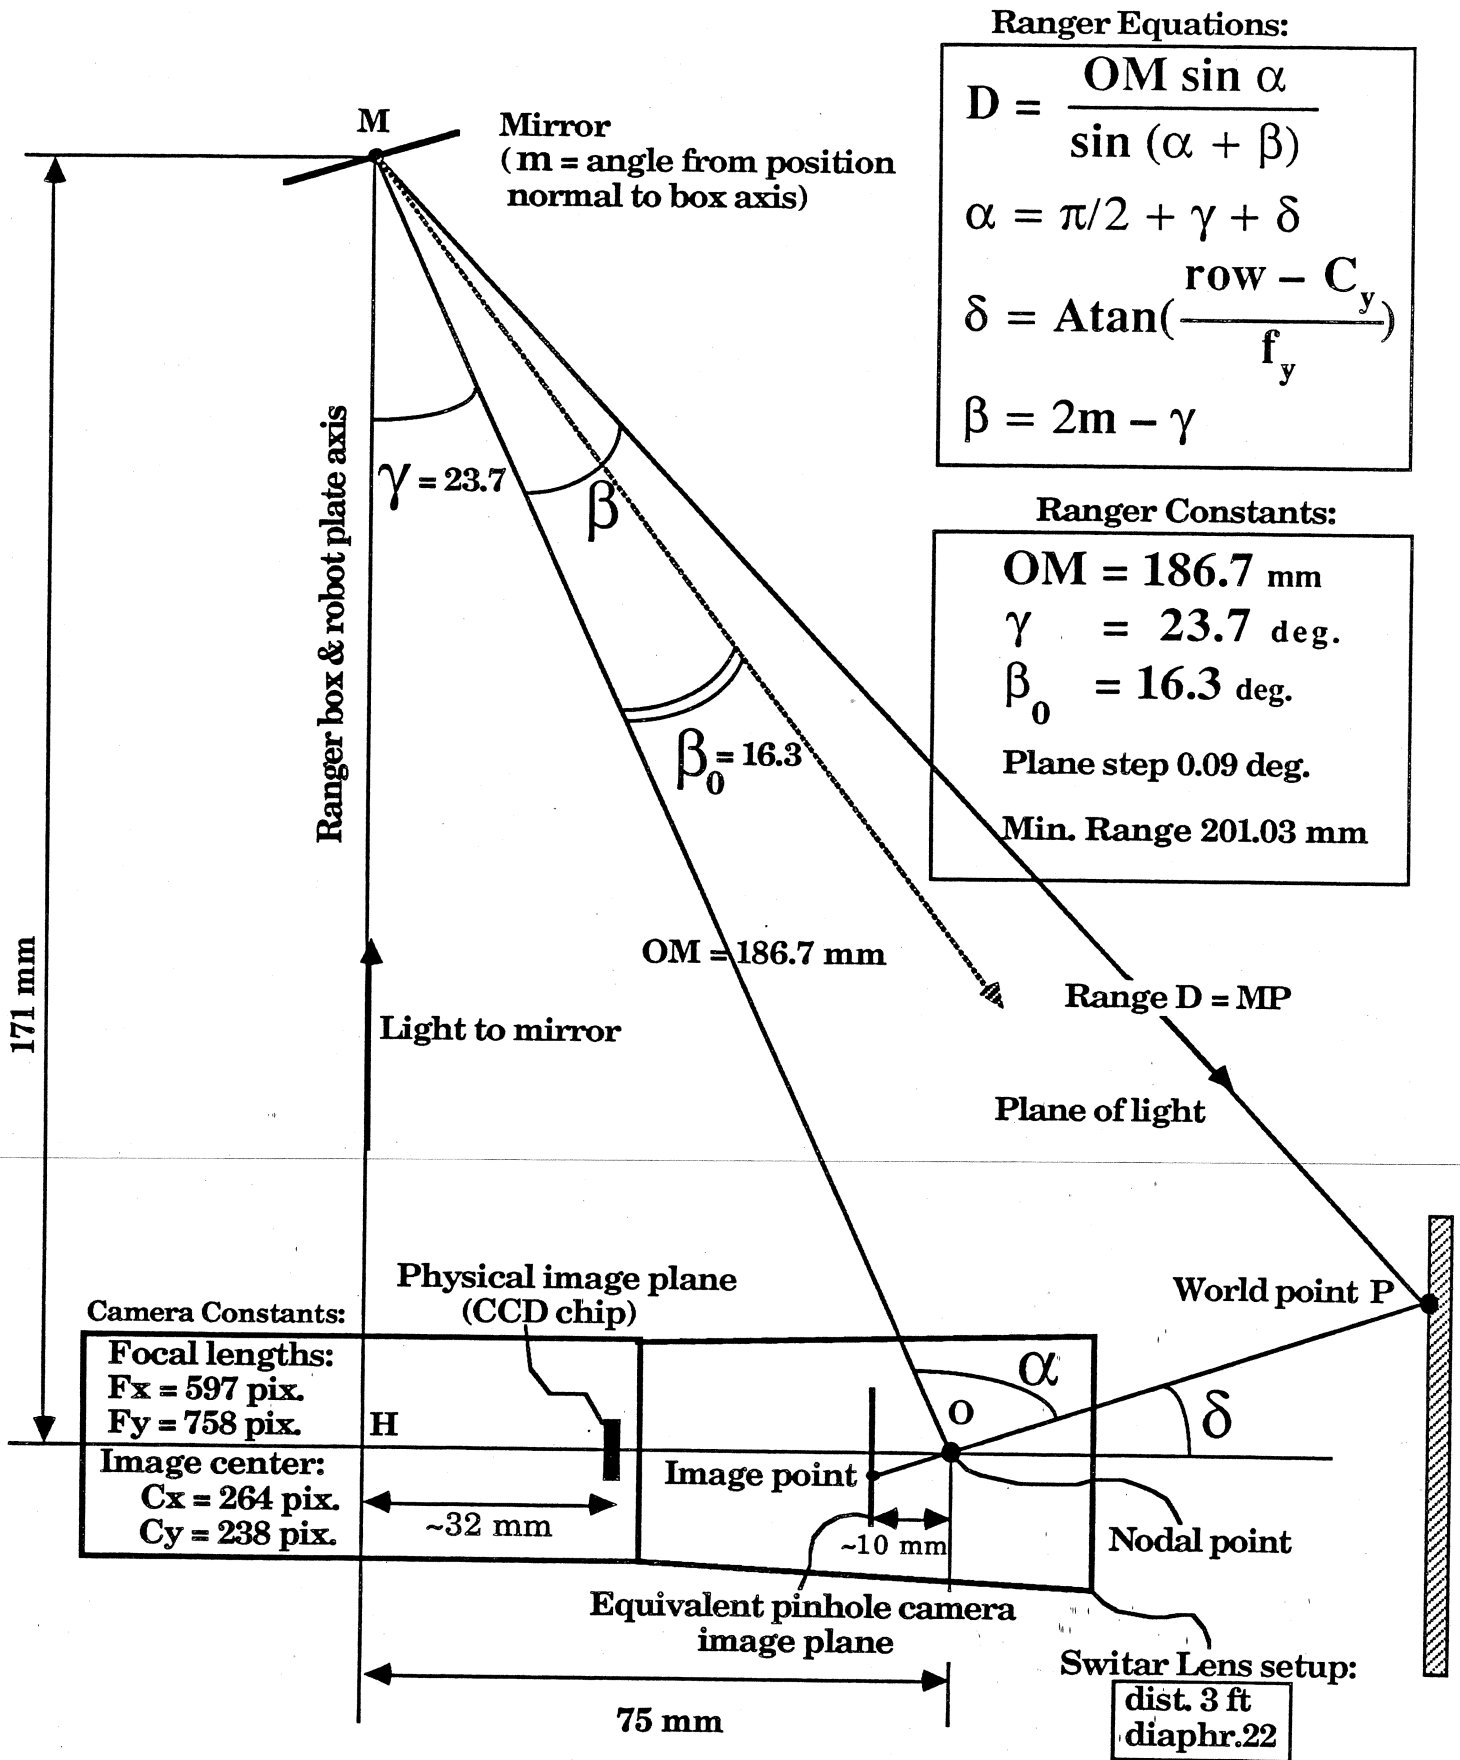 Ranger Equations:
D = OM sin α / sin (α + β)
α = π/2 + γ + δ
δ = Atan( row – C_y / f_y )
β = 2m – γ
M
Mirror
( m = angle from position
normal to box axis)
Ranger Constants:
OM = 186.7 mm
γ = 23.7 deg.
β_0 = 16.3 deg.
Plane step 0.09 deg.
Min. Range 201.03 mm
Ranger box & robot plate axis
γ = 23.7
β
β_0 = 16.3
171 mm
OM = 186.7 mm
Range D = MP
Light to mirror
Plane of light
World point P
Physical image plane
(CCD chip)
Camera Constants:
Focal lengths:
Fx = 597 pix.
Fy = 758 pix.
Image center:
Cx = 264 pix.
Cy = 238 pix.
H
α
O
δ
Image point
~32 mm
~10 mm
Nodal point
Equivalent pinhole camera
image plane
75 mm
Switar Lens setup:
dist. 3 ft
diaphr.22